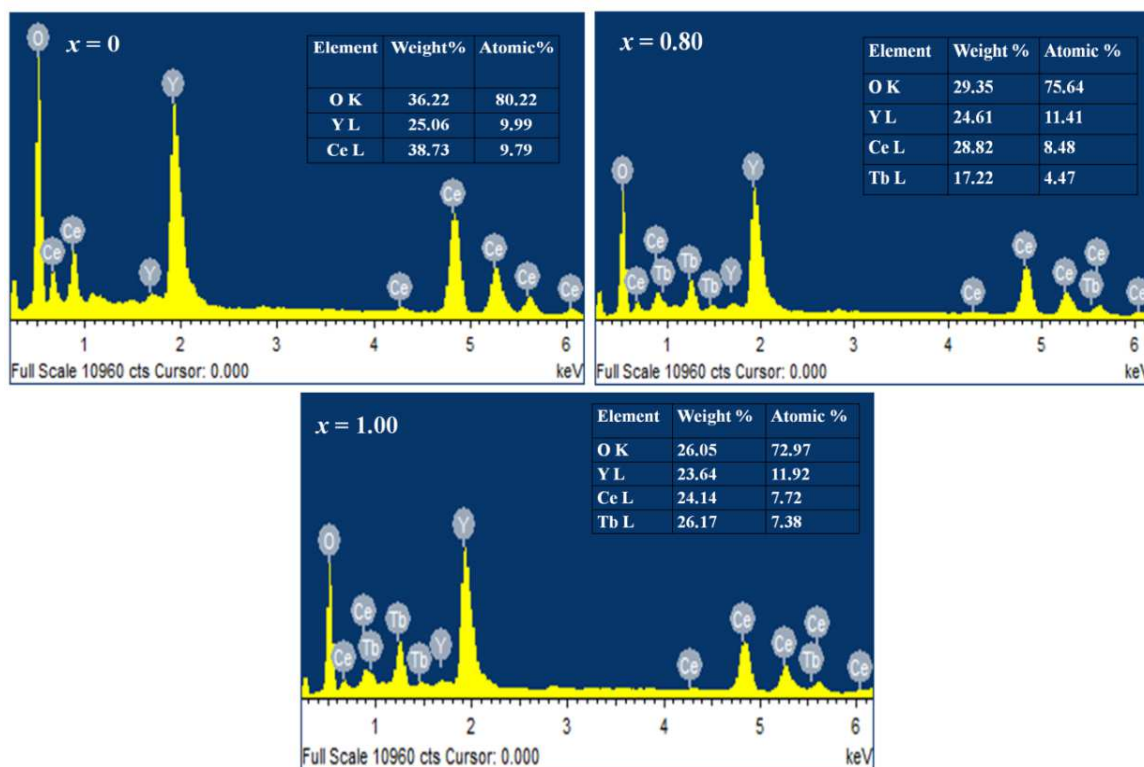 x = 0
Element Weight% Atomic%
O K 36.22 80.22
Y L 25.06 9.99
Ce L 38.73 9.79
O
Y
Ce
Ce
Ce
Ce
Y
Ce
Ce
Ce
1 2 3 4 5 6
Full Scale 10960 cts Cursor: 0.000 keV
x = 0.80
Element Weight % Atomic %
O K 29.35 75.64
Y L 24.61 11.41
Ce L 28.82 8.48
Tb L 17.22 4.47
O
Y
Ce
Tb
Ce
Ce
Ce
Tb
Ce
Tb
Y
Ce
Tb
Ce
1 2 3 4 5 6
Full Scale 10960 cts Cursor: 0.000 keV
x = 1.00
Element Weight % Atomic %
O K 26.05 72.97
Y L 23.64 11.92
Ce L 24.14 7.72
Tb L 26.17 7.38
Y
O
Ce
Tb
Ce
Ce
Ce
Tb
Y
Ce
Tb
Ce
Tb
Ce
1 2 3 4 5 6
Full Scale 10960 cts Cursor: 0.000 keV